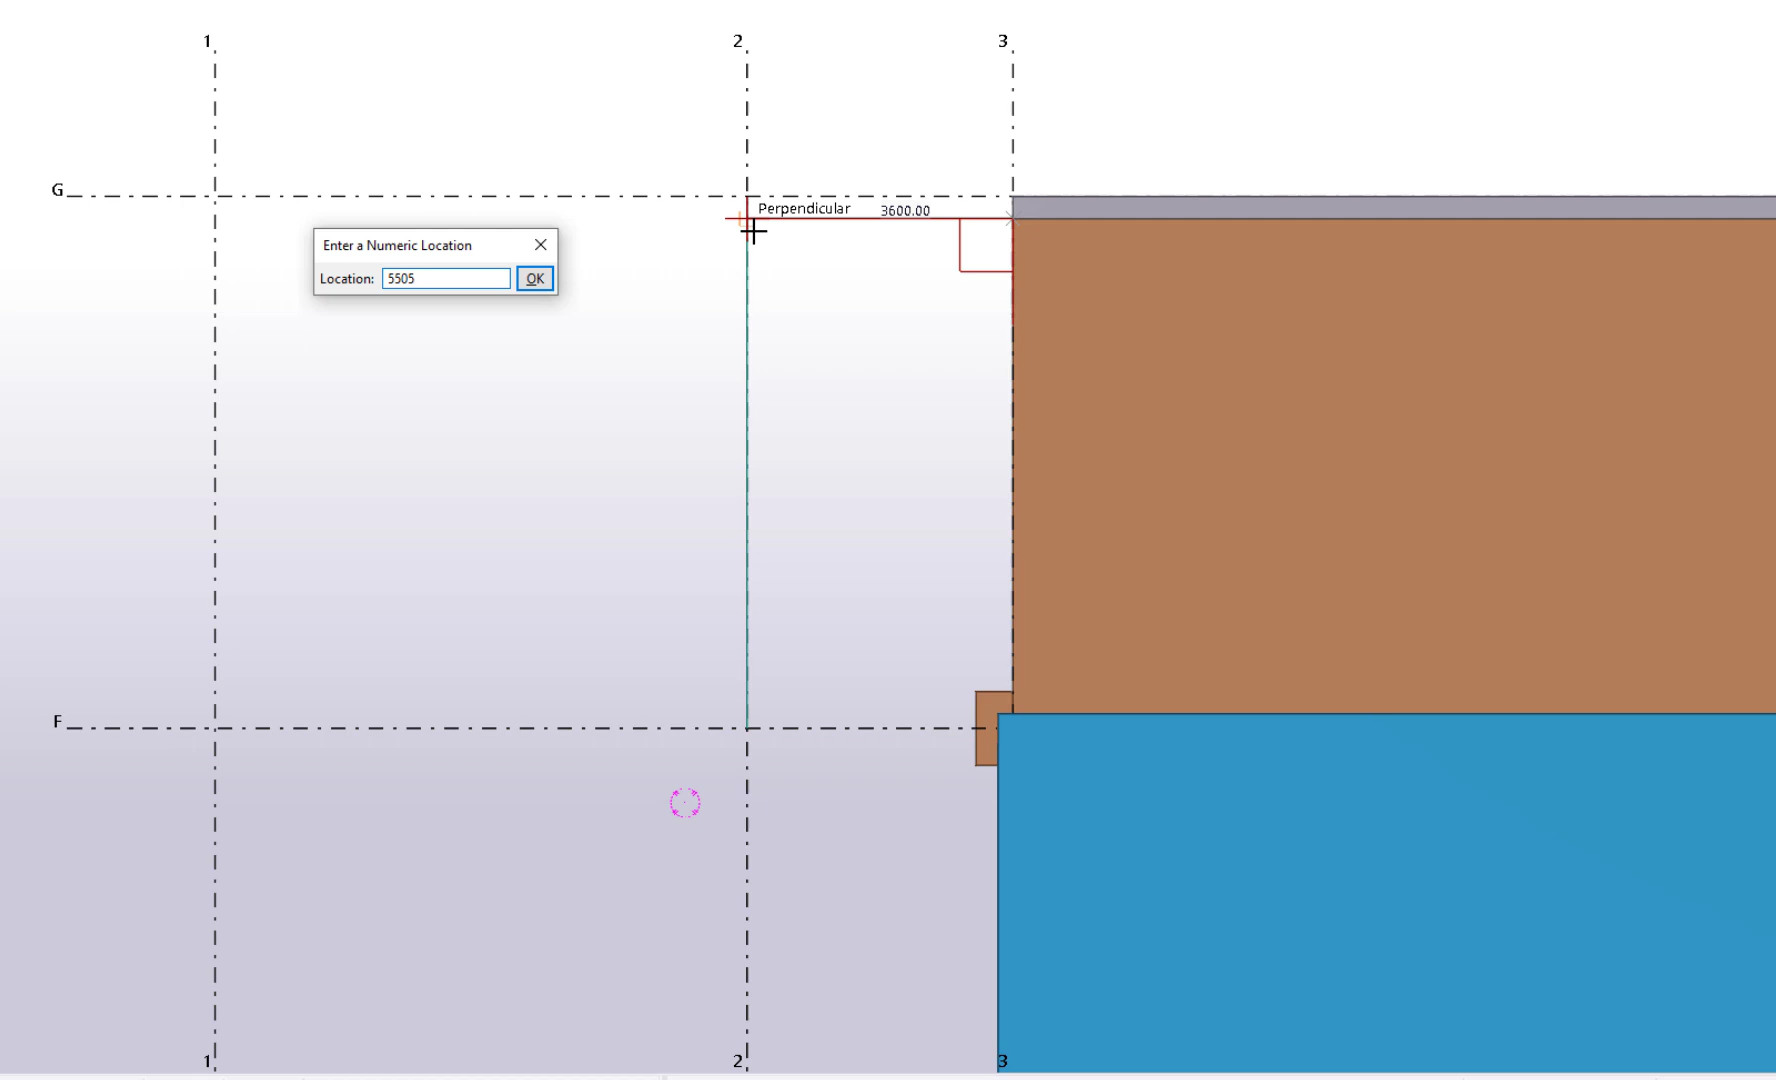 1 2 3
G
Perpendicular 3600.00
Enter a Numeric Location
Location: 5505 OK
F
1 2 3